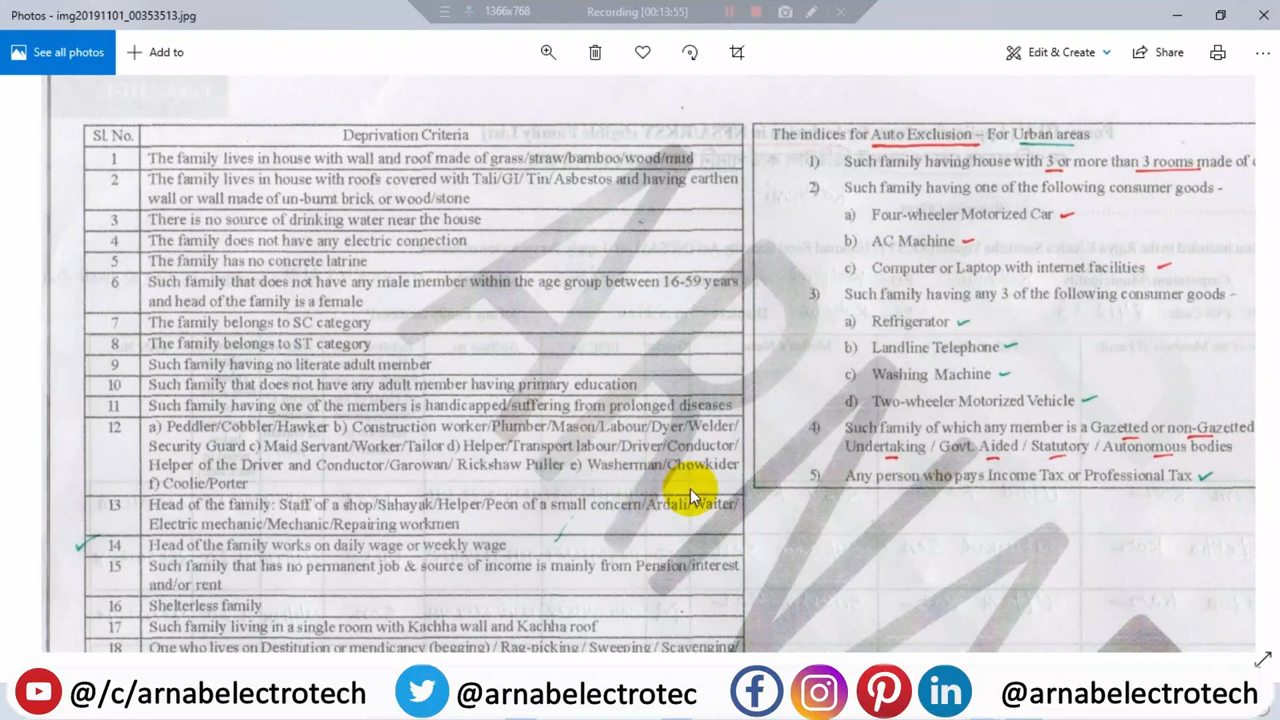 Photos - img20191101_00353513.jpg
1366x768
Recording [00:13:55]
See all photos
Add to
Edit & Create
Share
Sl. No.
Deprivation Criteria
1
The family lives in house with wall and roof made of grass/straw/bamboo/wood/mud
2
The family lives in house with roofs covered with Tali/GI/ Tin/Asbestos and having earthen
wall or wall made of un-burnt brick or wood/stone
3
There is no source of drinking water near the house
4
The family does not have any electric connection
5
The family has no concrete latrine
6
Such family that does not have any male member within the age group between 16-59 years
and head of the family is a female
7
The family belongs to SC category
8
The family belongs to ST category
9
Such family having no literate adult member
10
Such family that does not have any adult member having primary education
11
Such family having one of the members is handicapped/suffering from prolonged diseases
12
a) Peddler/Cobbler/Hawker b) Construction worker/Plumber/Mason/Labour/Dyer/Welder/
Security Guard c) Maid Servant/Worker/Tailor d) Helper/Transport labour/Driver/Conductor/
Helper of the Driver and Conductor/Garowan/ Rickshaw Puller e) Washerman/Chowkider
f) Coolie/Porter
13
Head of the family: Staff of a shop/Sahayak/Helper/Peon of a small concern/Ardali/Waiter/
Electric mechanic/Mechanic/Repairing workmen
14
Head of the family works on daily wage or weekly wage
15
Such family that has no permanent job & source of income is mainly from Pension/interest
and/or rent
16
Shelterless family
17
Such family living in a single room with Kachha wall and Kachha roof
18
One who lives on Destitution or mendicancy (begging) / Rag-picking / Sweeping / Scavenging/
The indices for Auto Exclusion - For Urban areas
1) Such family having house with 3 or more than 3 rooms made of
2) Such family having one of the following consumer goods -
a) Four-wheeler Motorized Car
b) AC Machine
c) Computer or Laptop with internet facilities
3) Such family having any 3 of the following consumer goods -
a) Refrigerator
b) Landline Telephone
c) Washing Machine
d) Two-wheeler Motorized Vehicle
4) Such family of which any member is a Gazetted or non-Gazetted
Undertaking / Govt. Aided / Statutory / Autonomous bodies
5) Any person who pays Income Tax or Professional Tax
@/c/arnabelectrotech
@arnabelectrotec
@arnabelectrotech